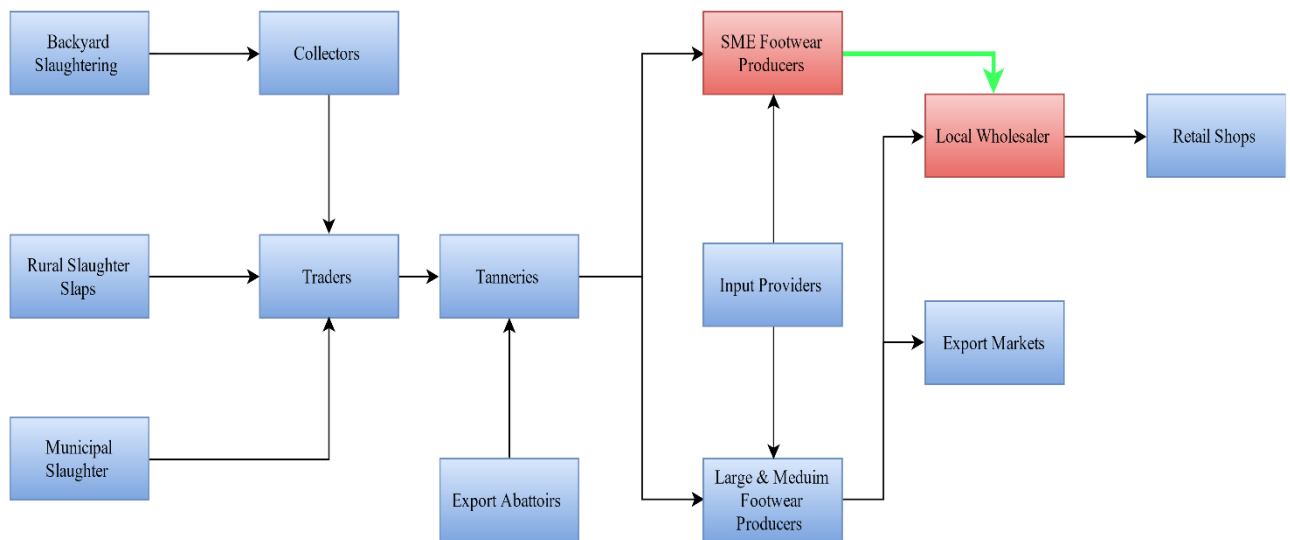 Backyard
Slaughtering
Collectors
SME Footwear
Producers
Local Wholesaler
Retail Shops
Rural Slaughter
Slaps
Traders
Tanneries
Input Providers
Export Markets
Municipal
Slaughter
Export Abattoirs
Large & Meduim
Footwear
Producers